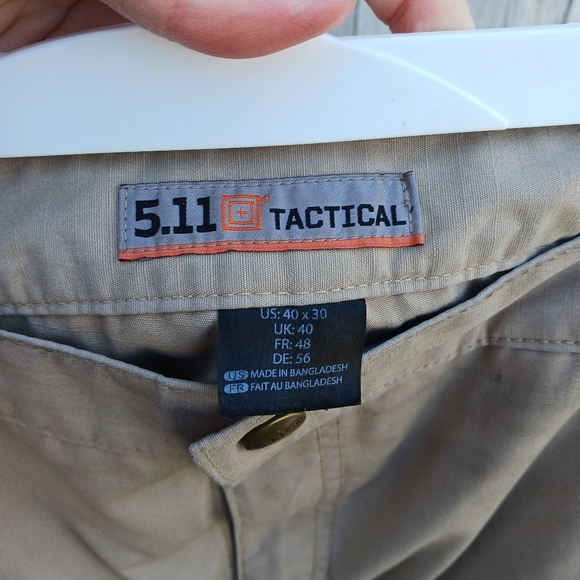 5.11 TACTICAL
US: 40 x 30
UK: 40
FR: 48
DE: 56
US MADE IN BANGLADESH
FR FAIT AU BANGLADESH